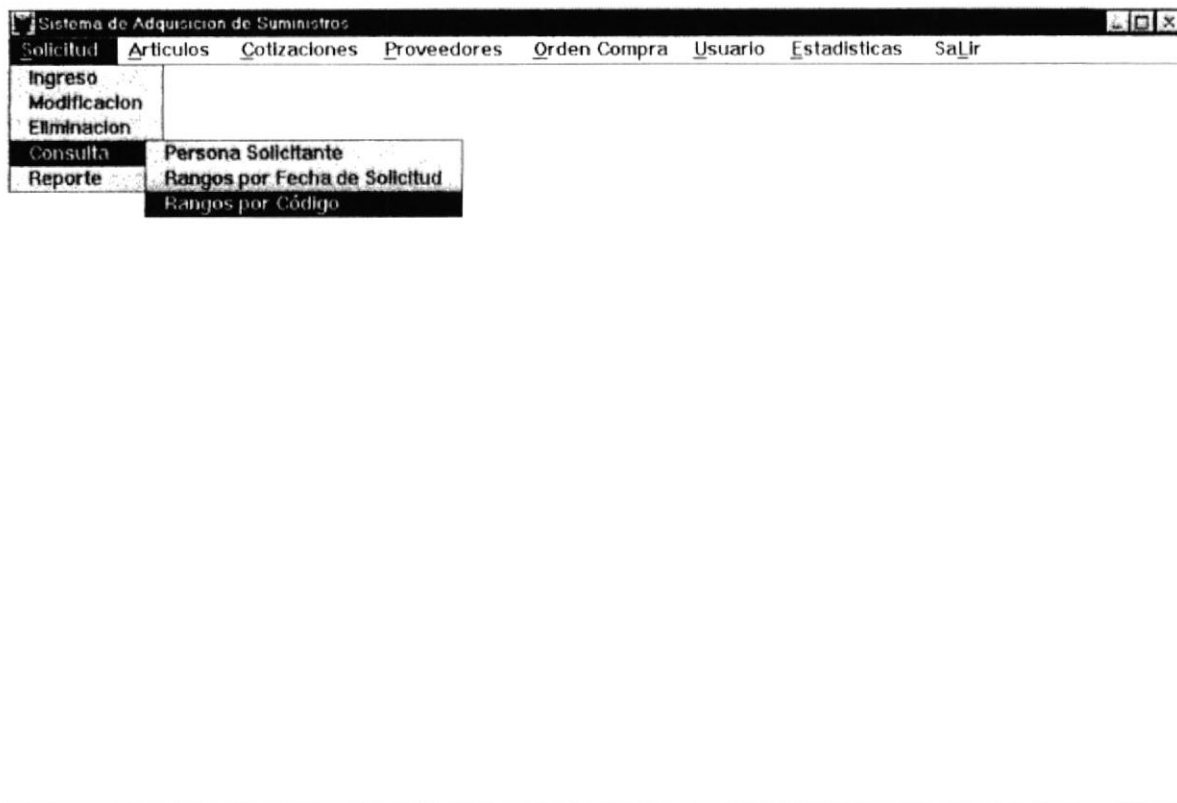 Sistema de Adquisicion de Suministros
Solicitud Articulos Cotizaciones Proveedores Orden Compra Usuario Estadisticas SaLir
Ingreso
Modificacion
Eliminacion
Consulta Persona Solicitante
Reporte Rangos por Fecha de Solicitud
Rangos por Código